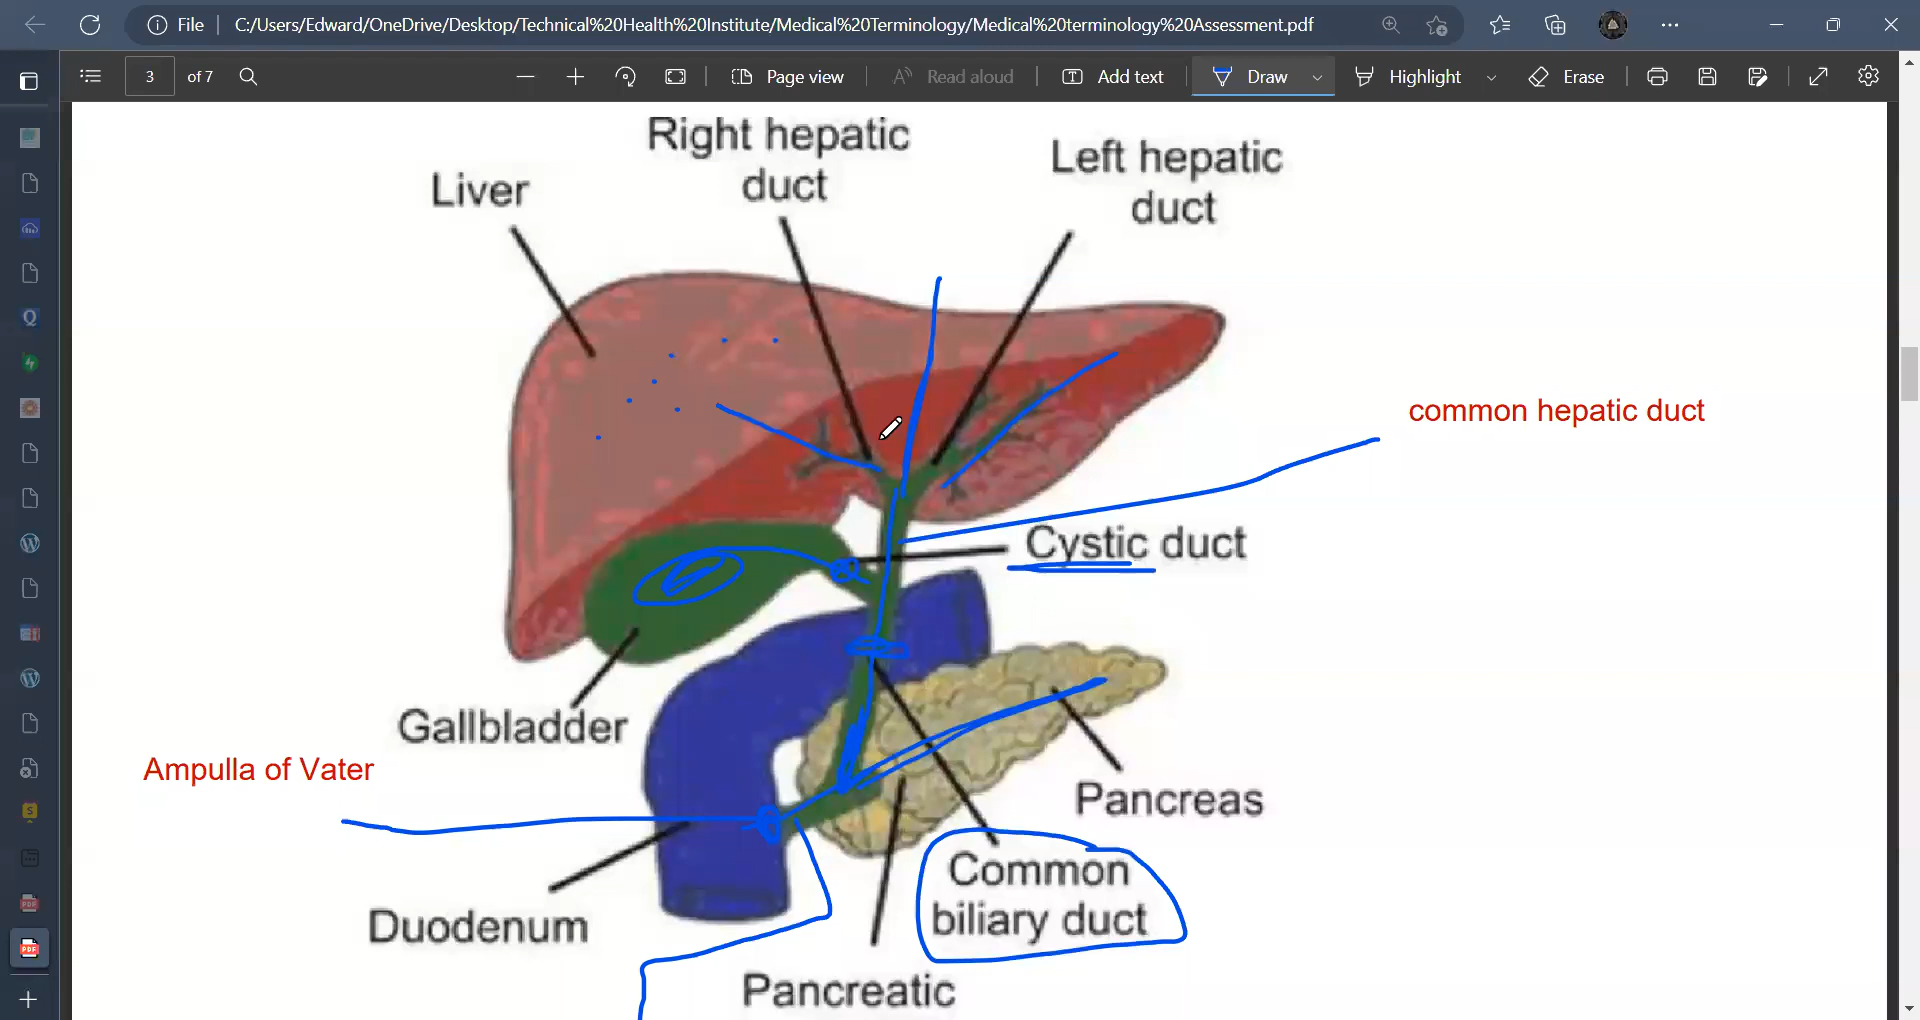 File
C:/Users/Edward/OneDrive/Desktop/Technical%20Health%20Institute/Medical%20Terminology/Medical%20terminology%20Assessment.pdf
3 of 7
Page view
Read aloud
Add text
Draw
Highlight
Erase
Right hepatic
duct
Left hepatic
duct
Liver
common hepatic duct
Cystic duct
Gallbladder
Ampulla of Vater
Pancreas
Common
biliary duct
Duodenum
Pancreatic